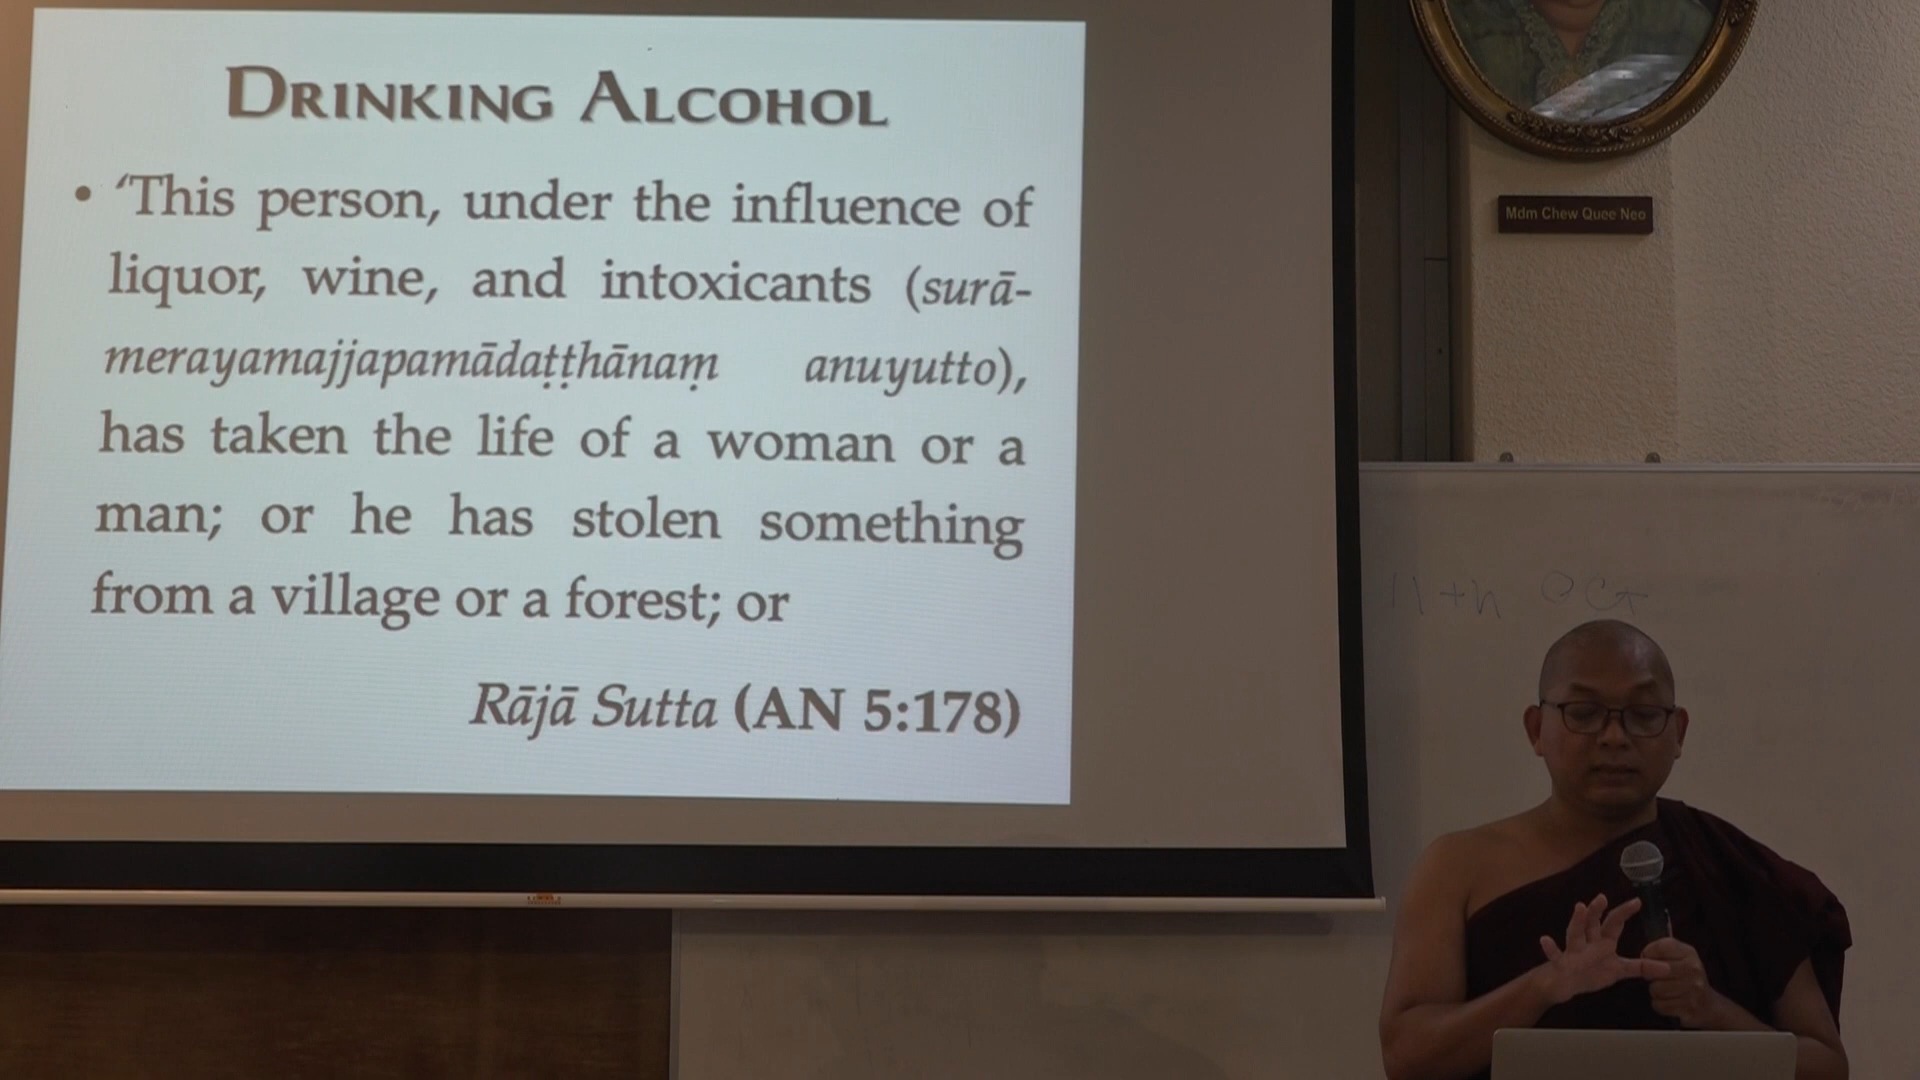 DRINKING ALCOHOL
• ‘This person, under the influence of
liquor, wine, and intoxicants (surā-
merayamajjapamādaṭṭhānaṃ anuyutto),
has taken the life of a woman or a
man; or he has stolen something
from a village or a forest; or
Rājā Sutta (AN 5:178)
Mdm Chew Quee Neo
11th Oct